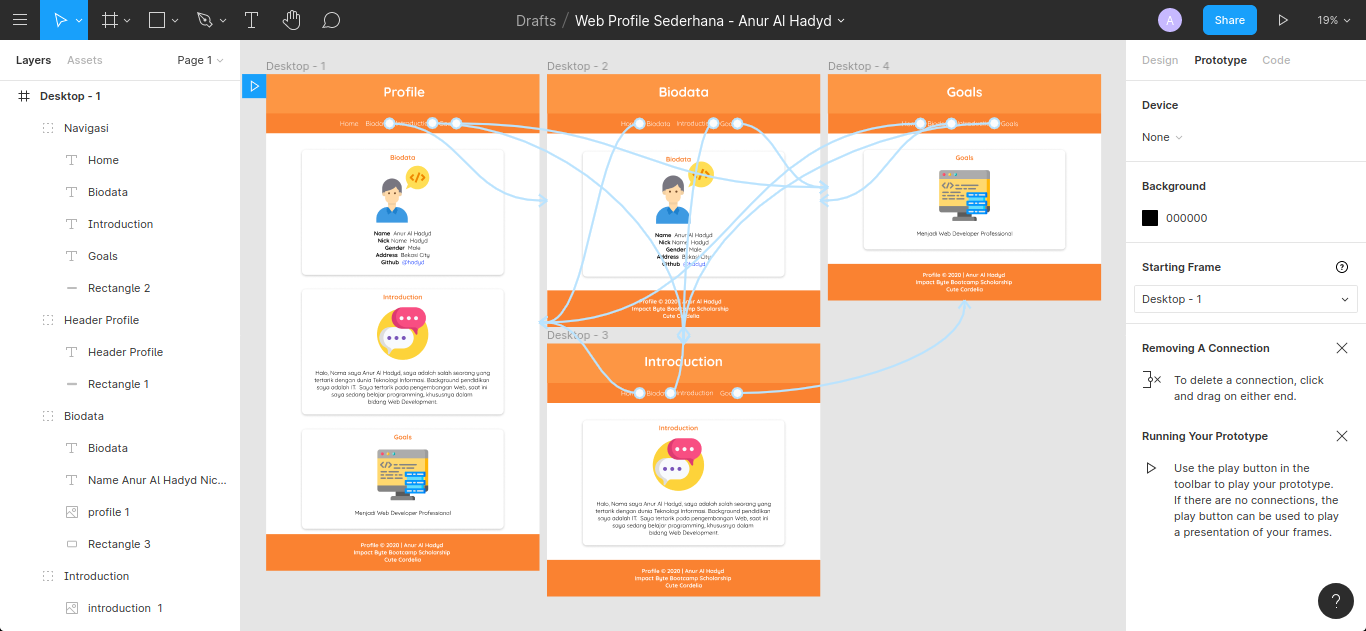 Drafts / Web Profile Sederhana - Anur Al Hadyd
A
Share
19%
Layers
Assets
Page 1
Desktop - 1
Navigasi
Home
Biodata
Introduction
Goals
Rectangle 2
Header Profile
Header Profile
Rectangle 1
Biodata
Biodata
Name Anur Al Hadyd Nic...
profile 1
Rectangle 3
Introduction
introduction 1
Desktop - 1
Profile
Home
Biodata
Name Anur Al Hadyd
Nick Name Hadyd
Gender Male
Address Bekasi City
Github @hadyd
Introduction
Halo, Nama saya Anur Al Hadyd, saya adalah salah seorang yang
tertarik dengan dunia Teknologi Informasi. Background pendidikan
saya adalah IT. Saya tertarik pada pengembangan Web, saat ini
saya sedang belajar programming, khususnya dalam
bidang Web Development.
Goals
Menjadi Web Developer Professional
Profile © 2020 | Anur Al Hadyd
Impact Byte Bootcamp Scholarship
Cute Cordelia
Desktop - 2
Biodata
Biodata
Biodata
Name Anur Al Hadyd
Nick Name Hadyd
Gender Male
Address Bekasi City
Github @hadyd
Profile © 2020 | Anur Al Hadyd
Impact Byte Bootcamp Scholarship
Cute Cordelia
Desktop - 3
Introduction
Introduction
Introduction
Halo, Nama saya Anur Al Hadyd, saya adalah salah seorang yang
tertarik dengan dunia Teknologi Informasi. Background pendidikan
saya adalah IT. Saya tertarik pada pengembangan Web, saat ini
saya sedang belajar programming, khususnya dalam
bidang Web Development.
Profile © 2020 | Anur Al Hadyd
Impact Byte Bootcamp Scholarship
Cute Cordelia
Desktop - 4
Goals
Goals
Goals
Menjadi Web Developer Professional
Profile © 2020 | Anur Al Hadyd
Impact Byte Bootcamp Scholarship
Cute Cordelia
Design
Prototype
Code
Device
None
Background
000000
Starting Frame
Desktop - 1
Removing A Connection
To delete a connection, click
and drag on either end.
Running Your Prototype
Use the play button in the
toolbar to play your prototype.
If there are no connections, the
play button can be used to play
a presentation of your frames.
?